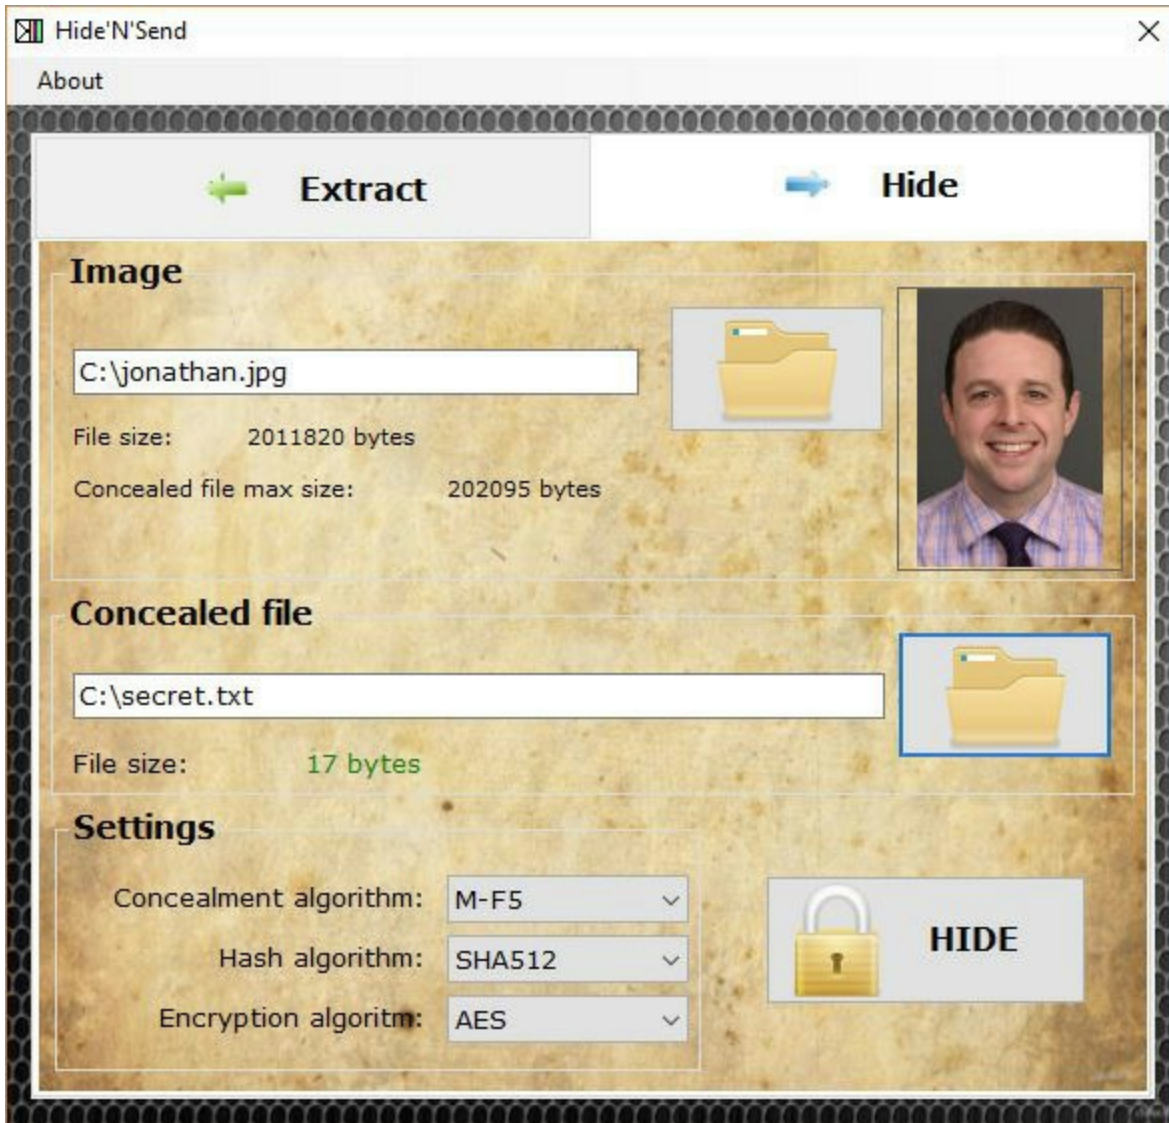 Hide'N'Send
About
Extract
Hide
Image
C:\jonathan.jpg
File size: 2011820 bytes
Concealed file max size: 202095 bytes
Concealed file
C:\secret.txt
File size: 17 bytes
Settings
Concealment algorithm: M-F5
Hash algorithm: SHA512
Encryption algoritm: AES
HIDE